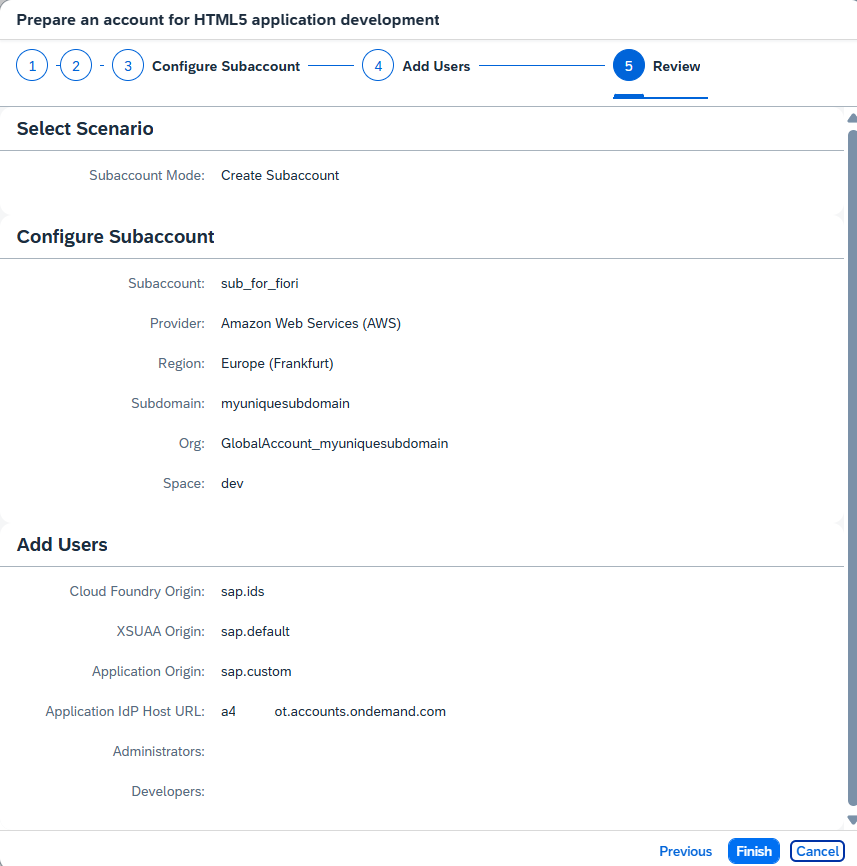 Prepare an account for HTML5 application development
1 2 3 Configure Subaccount 4 Add Users 5 Review
Select Scenario
Subaccount Mode: Create Subaccount
Configure Subaccount
Subaccount: sub_for_fiori
Provider: Amazon Web Services (AWS)
Region: Europe (Frankfurt)
Subdomain: myuniquesubdomain
Org: GlobalAccount_myuniquesubdomain
Space: dev
Add Users
Cloud Foundry Origin: sap.ids
XSUAA Origin: sap.default
Application Origin: sap.custom
Application IdP Host URL: a4 ot.accounts.ondemand.com
Administrators:
Developers:
Previous Finish Cancel